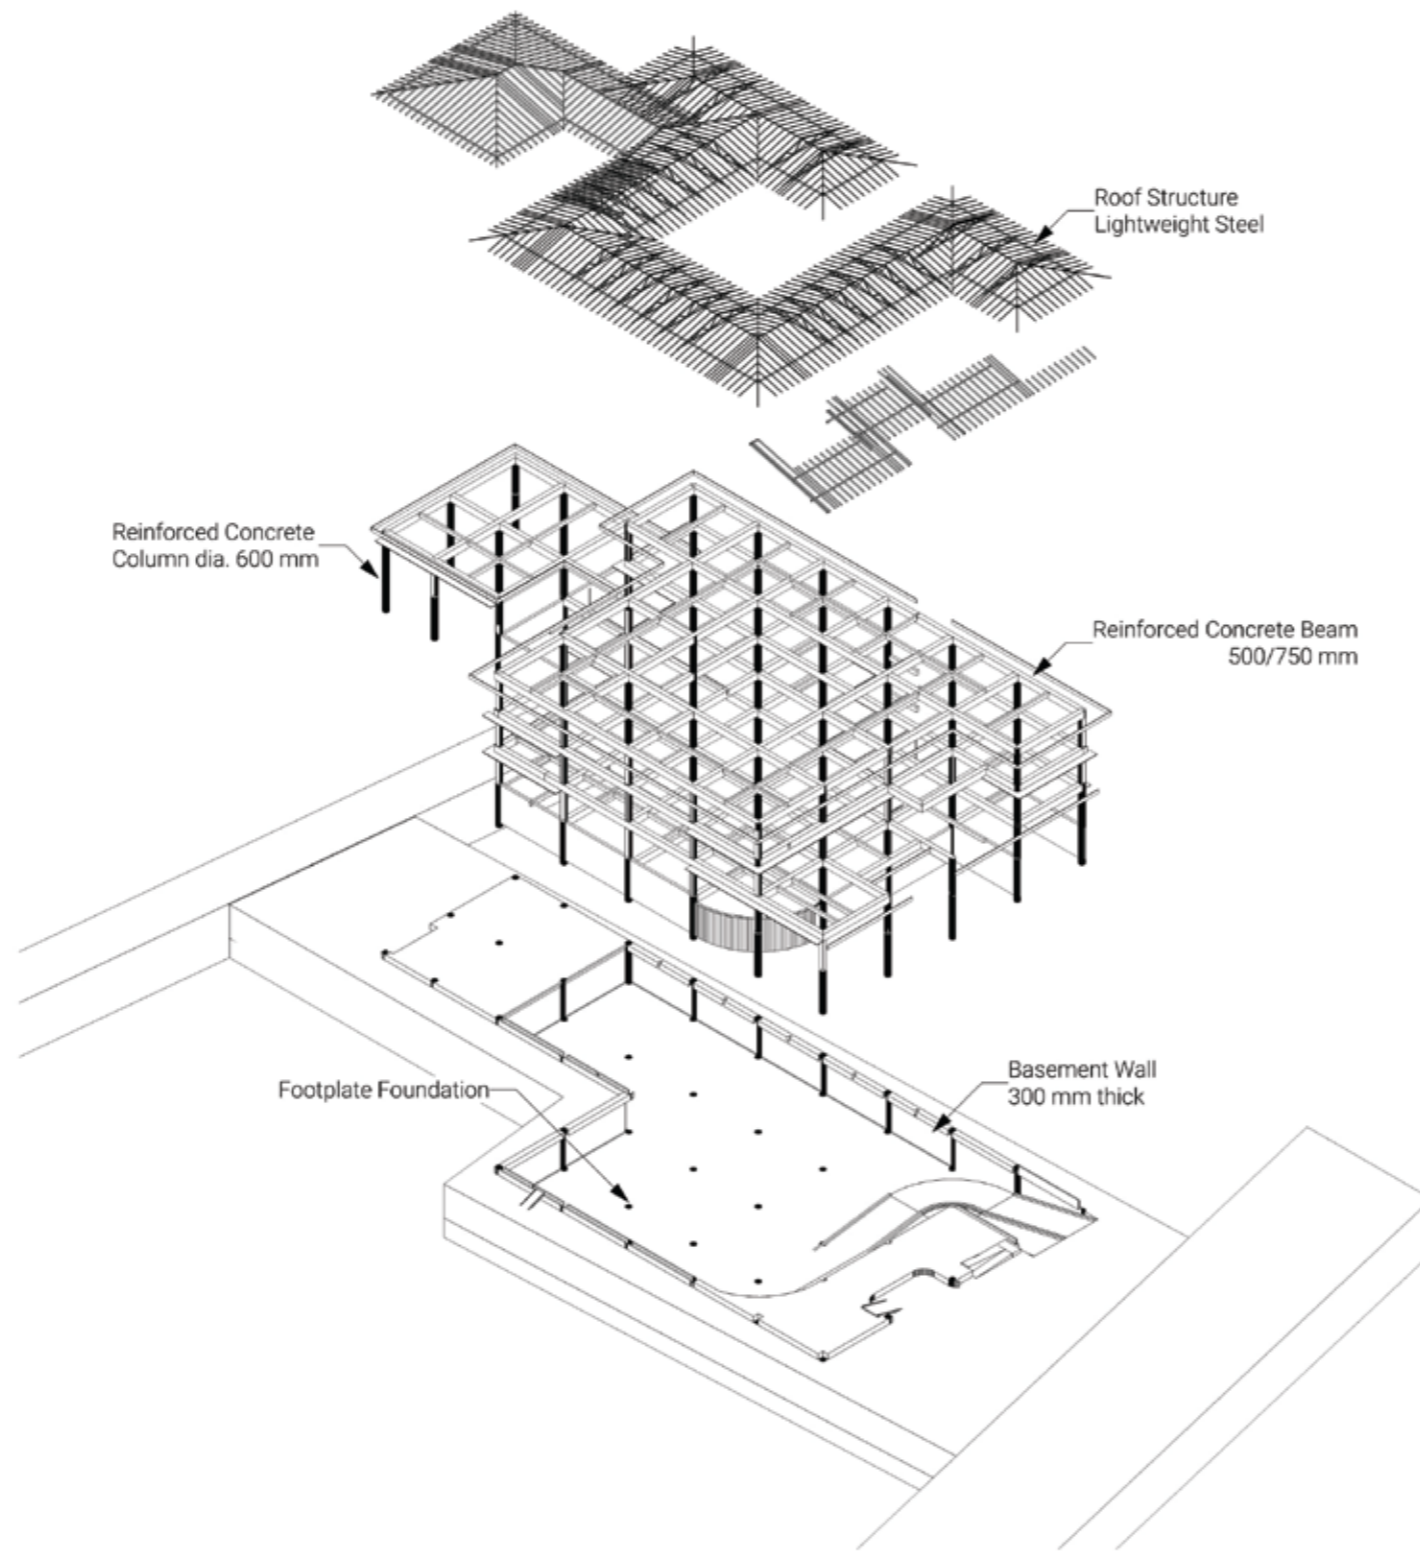 Roof Structure
Lightweight Steel
Reinforced Concrete
Column dia. 600 mm
Reinforced Concrete Beam
500/750 mm
Basement Wall
300 mm thick
Footplate Foundation